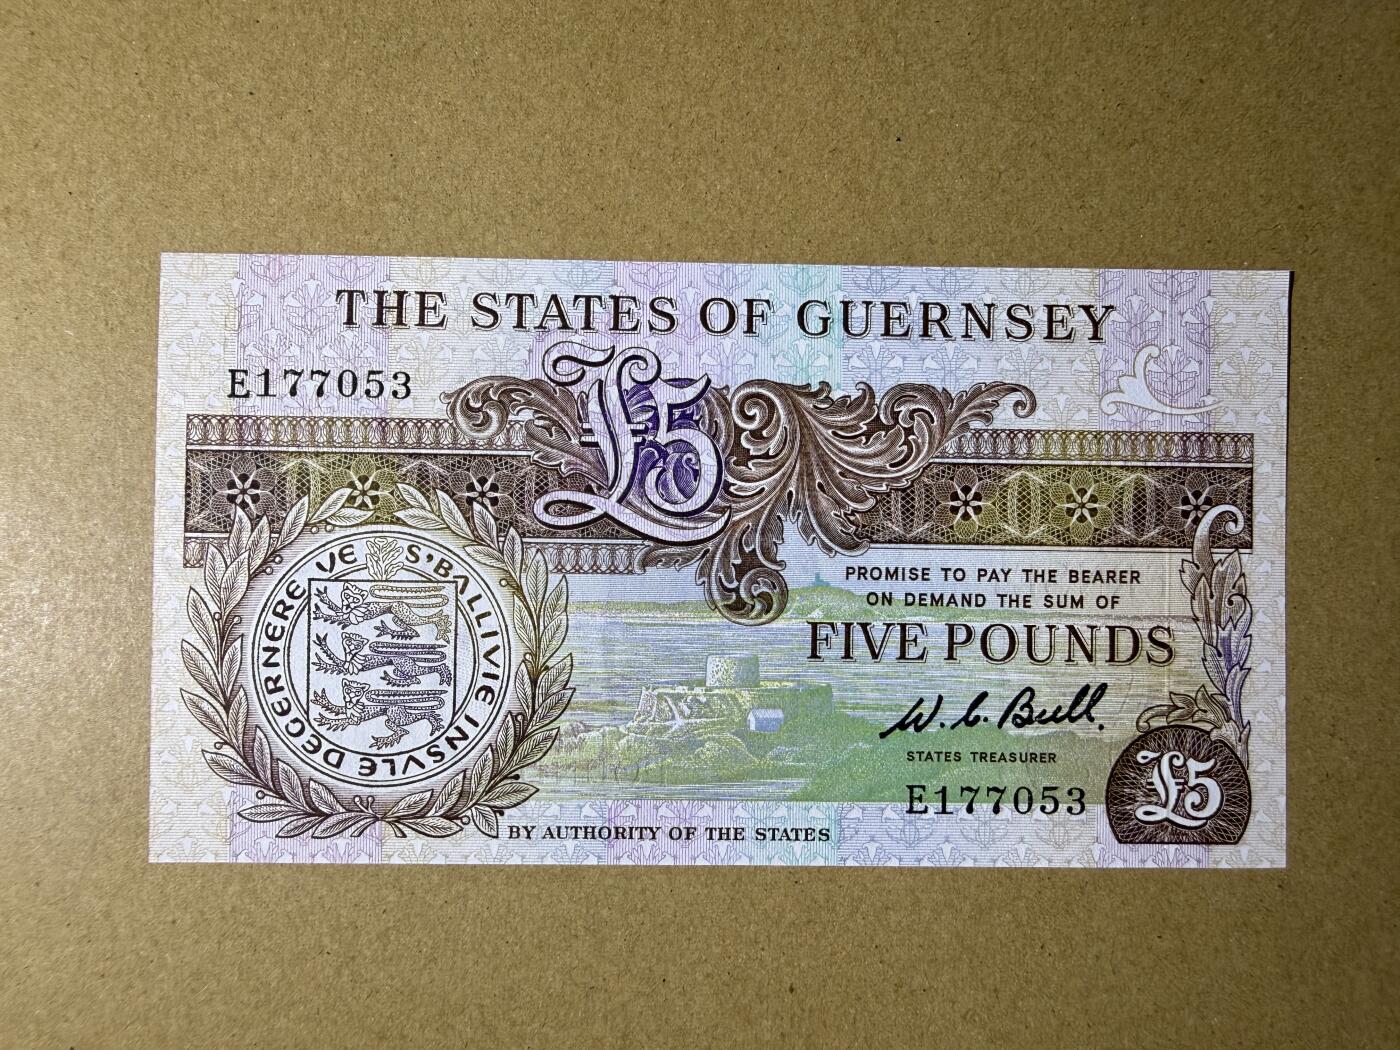 THE STATES OF GUERNSEY
E177053
£5
PROMISE TO PAY THE BEARER
ON DEMAND THE SUM OF
FIVE POUNDS
W. C. Bull.
STATES TREASURER
E177053
£5
S'BALLIVIE INSVLE DEGERNERE VE
BY AUTHORITY OF THE STATES